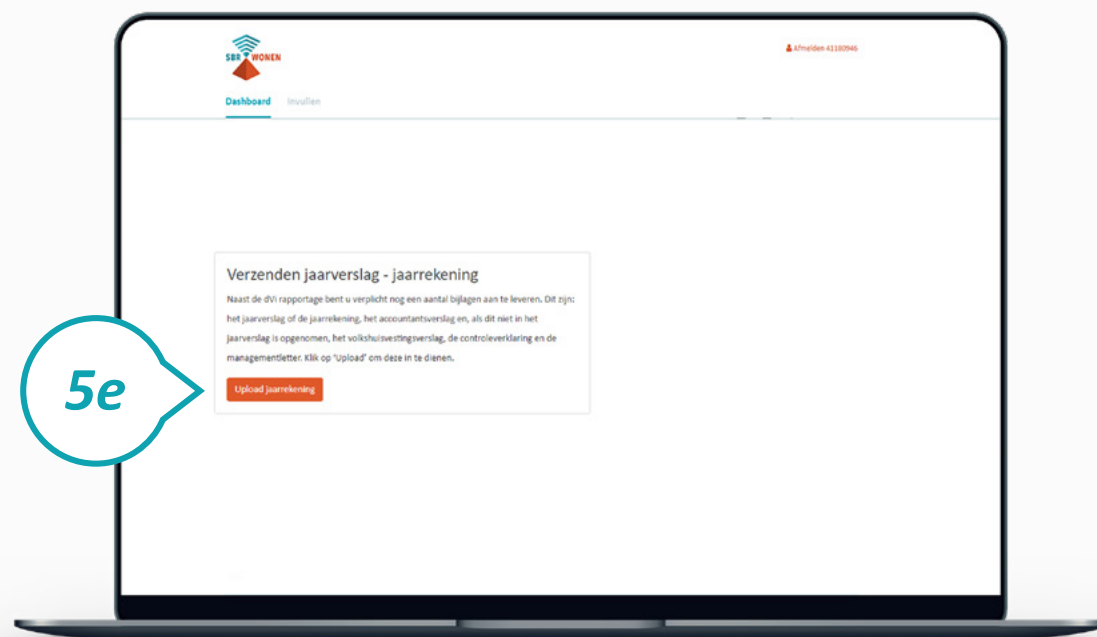 SBR WONEN
Afmelden 41180946
Dashboard Invullen
Verzenden jaarverslag - jaarrekening
Naast de dVi rapportage bent u verplicht nog een aantal bijlagen aan te leveren. Dit zijn:
het jaarverslag of de jaarrekening, het accountantsverslag en, als dit niet in het
jaarverslag is opgenomen, het volkshuisvestingsverslag, de controleverklaring en de
managementletter. Klik op 'Upload' om deze in te dienen.
5e
Upload jaarrekening